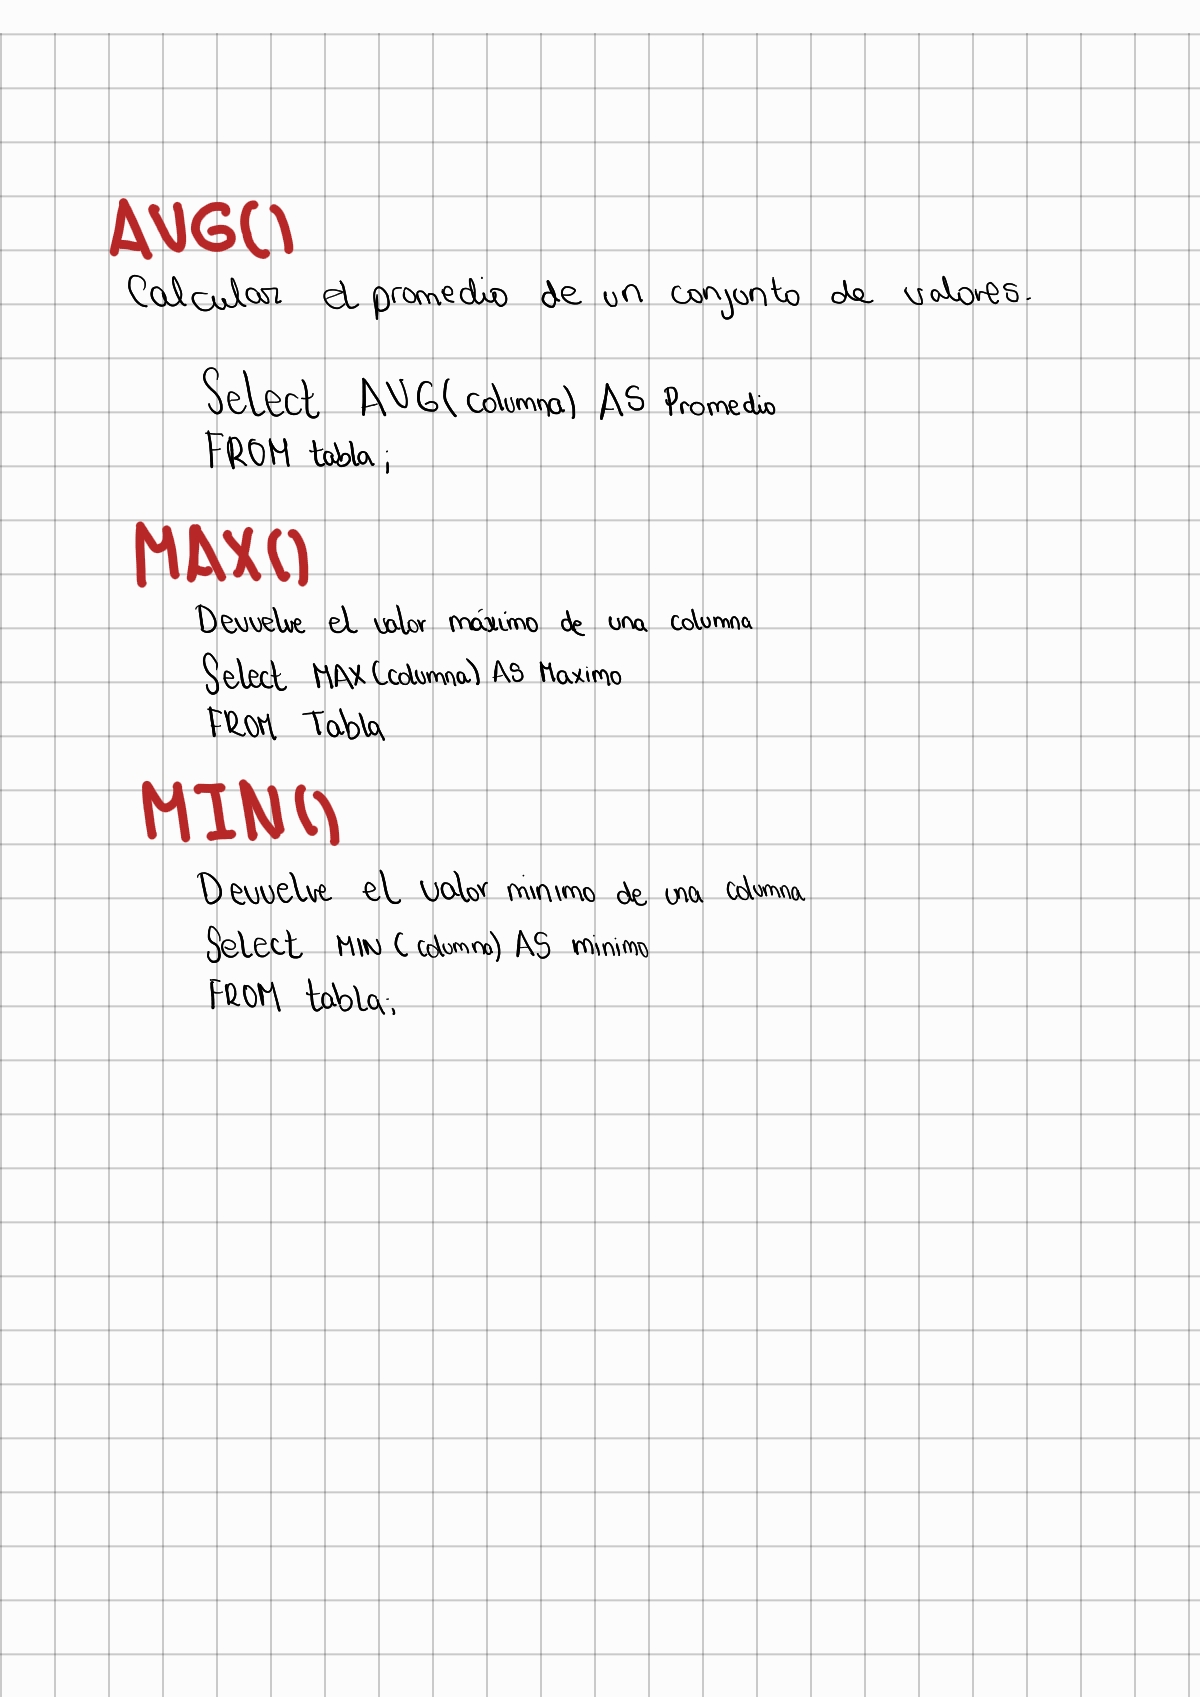 AVG()
Calcular el promedio de un conjunto de valores.
Select AVG(columna) AS Promedio
FROM tabla;
MAX()
Devuelve el valor máximo de una columna
Select MAX(columna) AS Maximo
FROM Tabla
MIN()
Devuelve el valor minimo de una columna
Select MIN(columna) AS minimo
FROM tabla;